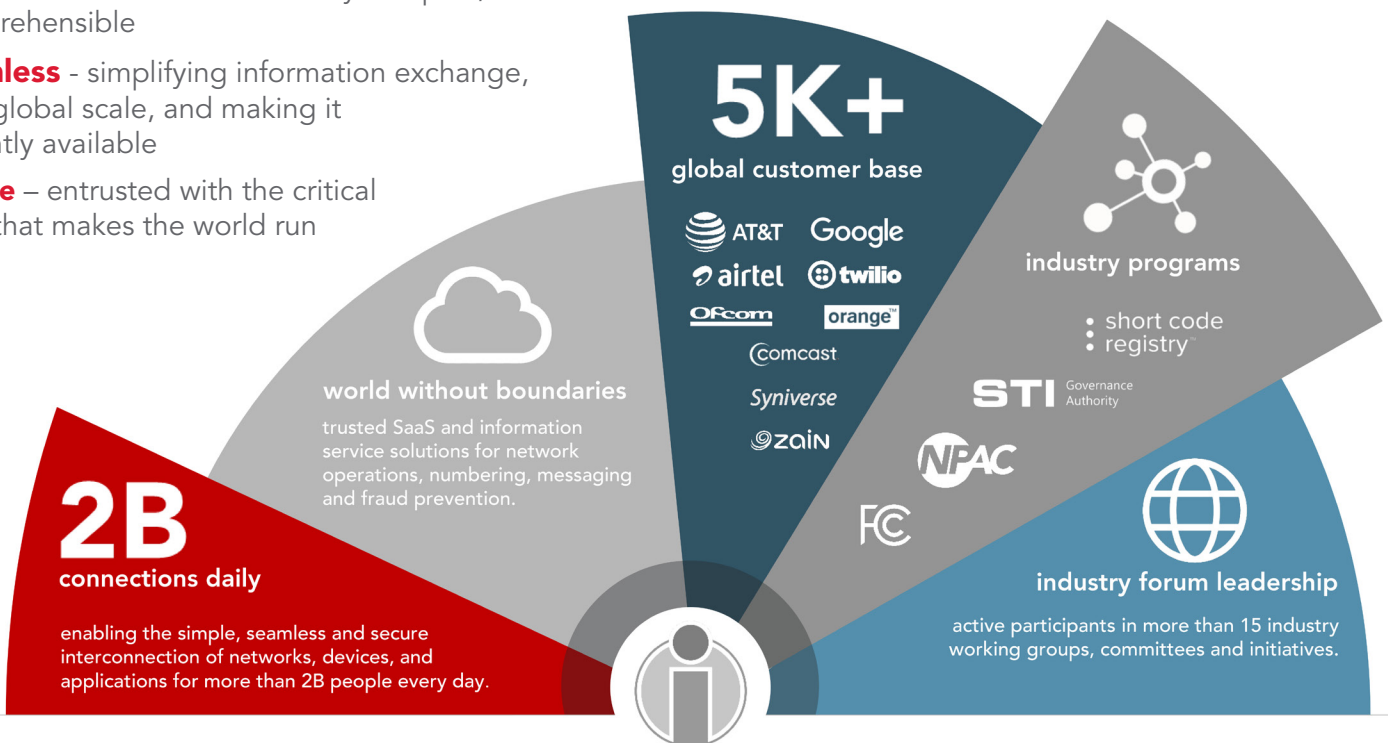 rehensible
less - simplifying information exchange,
global scale, and making it
tly available
e – entrusted with the critical
that makes the world run
5K+
global customer base
AT&T Google
airtel twilio
Ofcom orange™
comcast
Syniverse
zain
industry programs
short code
registry
STI Governance
Authority
NPAC
FC
world without boundaries
trusted SaaS and information
service solutions for network
operations, numbering, messaging
and fraud prevention.
2B
connections daily
enabling the simple, seamless and secure
interconnection of networks, devices, and
applications for more than 2B people every day.
industry forum leadership
active participants in more than 15 industry
working groups, committees and initiatives.